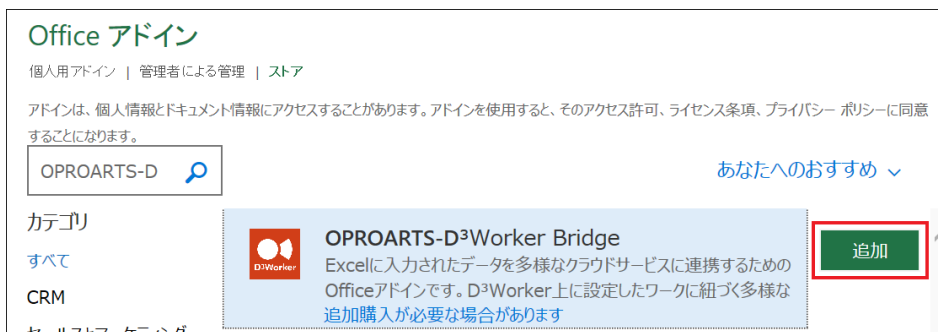 Office アドイン
個人用アドイン | 管理者による管理 | ストア
アドインは、個人情報とドキュメント情報にアクセスすることがあります。アドインを使用すると、そのアクセス許可、ライセンス条項、プライバシー ポリシーに同意
することになります。
OPROARTS-D
あなたへのおすすめ
カテゴリ
すべて
CRM
OPROARTS-D³Worker Bridge
Excelに入力されたデータを多様なクラウドサービスに連携するための
Officeアドインです。D³Worker上に設定したワークに紐づく多様な
追加購入が必要な場合があります
D³Worker
追加